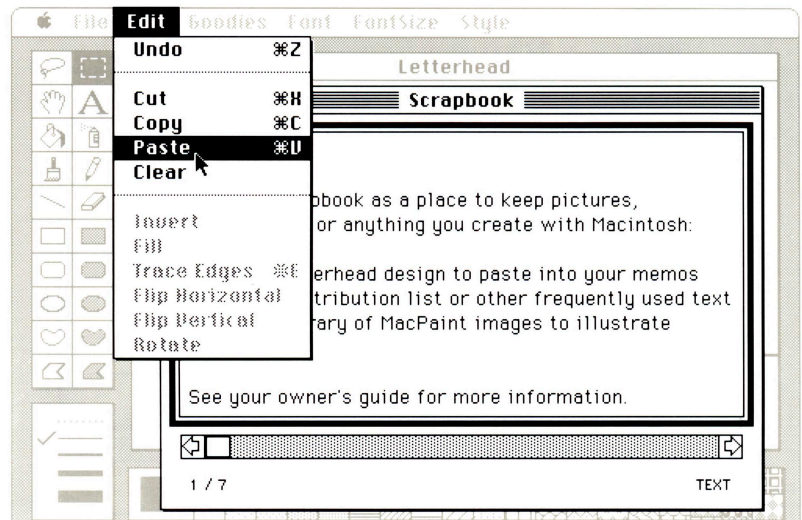 File Edit Goodies Font FontSize Style
Undo ⌘Z
Cut ⌘X
Copy ⌘C
Paste ⌘V
Clear
Invert
Fill
Trace Edges ⌘E
Flip Horizontal
Flip Vertical
Rotate
A
Letterhead
Scrapbook
pbook as a place to keep pictures,
or anything you create with Macintosh:
erhead design to paste into your memos
tribution list or other frequently used text
rary of MacPaint images to illustrate
See your owner's guide for more information.
1 / 7 TEXT